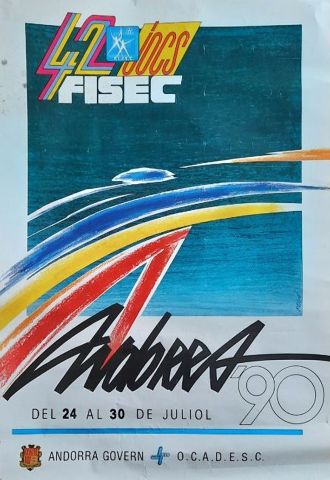 42 JOCS
FISEC
Andorra
'90
DEL 24 AL 30 DE JULIOL
ANDORRA GOVERN O.C.A.D.E.S.C.